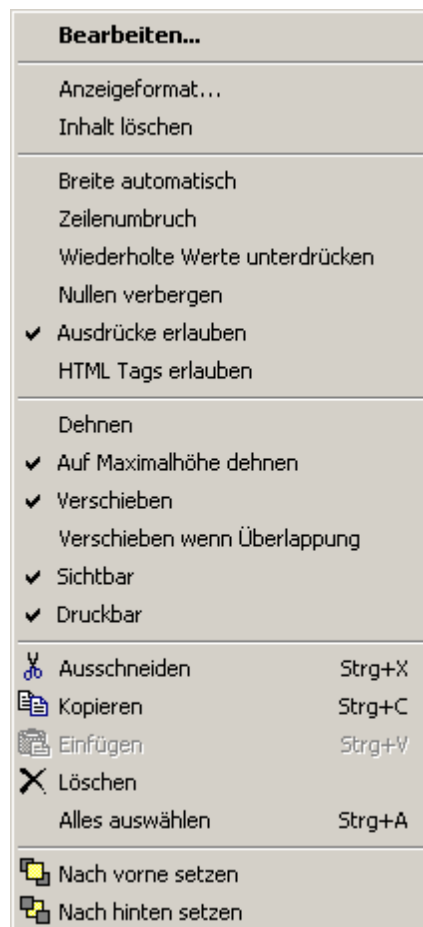 Bearbeiten...
Anzeigeformat...
Inhalt löschen
Breite automatisch
Zeilenumbruch
Wiederholte Werte unterdrücken
Nullen verbergen
Ausdrücke erlauben
HTML Tags erlauben
Dehnen
Auf Maximalhöhe dehnen
Verschieben
Verschieben wenn Überlappung
Sichtbar
Druckbar
Ausschneiden Strg+X
Kopieren Strg+C
Einfügen Strg+V
Löschen
Alles auswählen Strg+A
Nach vorne setzen
Nach hinten setzen